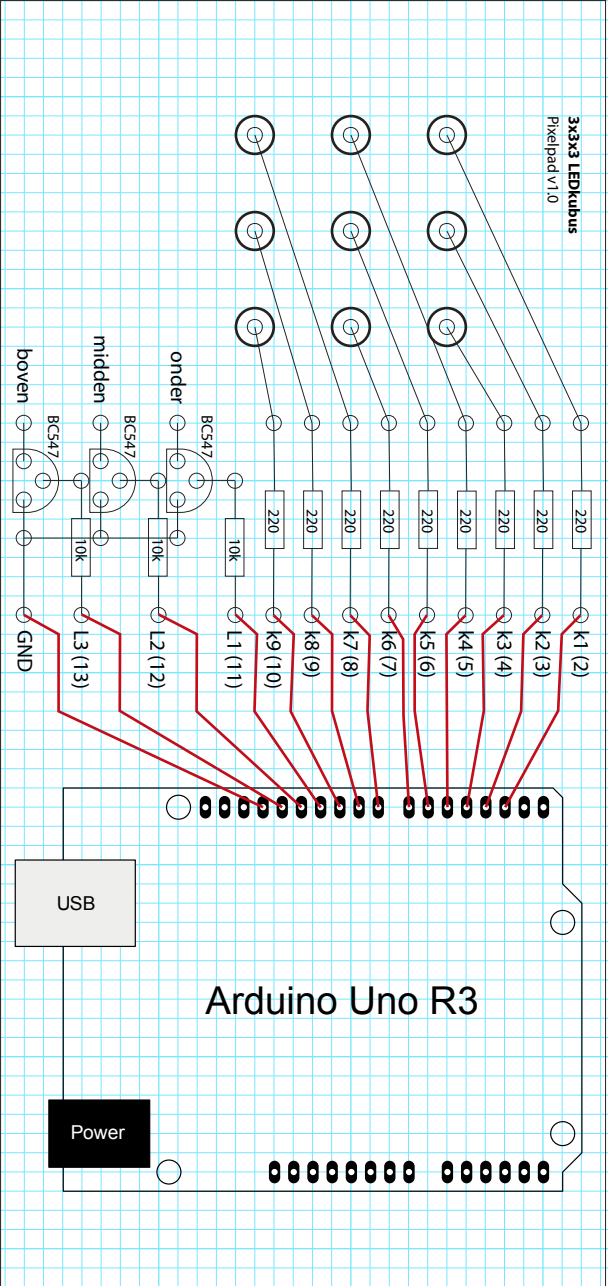 3x3x3 LEDkubus
Pixelpad v1.0
onder
midden
boven
BC547
BC547
BC547
220
220
220
220
220
220
220
220
220
10k
10k
10k
k1 (2)
k2 (3)
k3 (4)
k4 (5)
k5 (6)
k6 (7)
k7 (8)
k8 (9)
k9 (10)
L1 (11)
L2 (12)
L3 (13)
GND
USB
Arduino Uno R3
Power